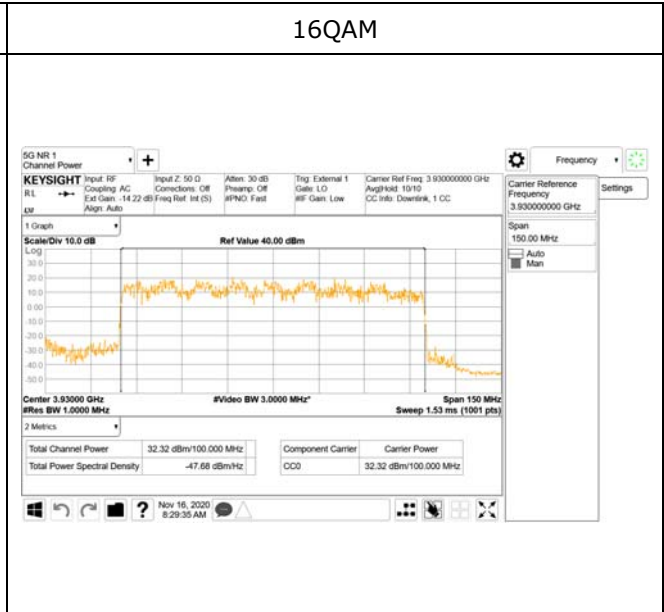 16QAM
5G NR 1
Channel Power
+
Frequency
KEYSIGHT
Input: RF
Input Z: 50 Ω
Atten: 30 dB
Trig: External 1
Carrier Ref Freq: 3.930000000 GHz
RL
Coupling: AC
Corrections: Off
Preamp: Off
Gate: LO
Avg|Hold: 10/10
Ext Gain: -14.22 dB
Freq Ref: Int (S)
#PNO: Fast
#IF Gain: Low
CC Info: Downlink, 1 CC
Align: Auto
Carrier Reference
Frequency
3.930000000 GHz
Settings
Span
150.00 MHz
Auto
Man
1 Graph
Scale/Div 10.0 dB
Ref Value 40.00 dBm
Log
30.0
20.0
10.0
0.00
-10.0
-20.0
-30.0
-40.0
-50.0
Center 3.93000 GHz
#Video BW 3.0000 MHz*
Span 150 MHz
#Res BW 1.0000 MHz
Sweep 1.53 ms (1001 pts)
2 Metrics
Total Channel Power
32.32 dBm/100.000 MHz
Component Carrier
Carrier Power
Total Power Spectral Density
-47.68 dBm/Hz
CC0
32.32 dBm/100.000 MHz
?
Nov 16, 2020
8:29:35 AM